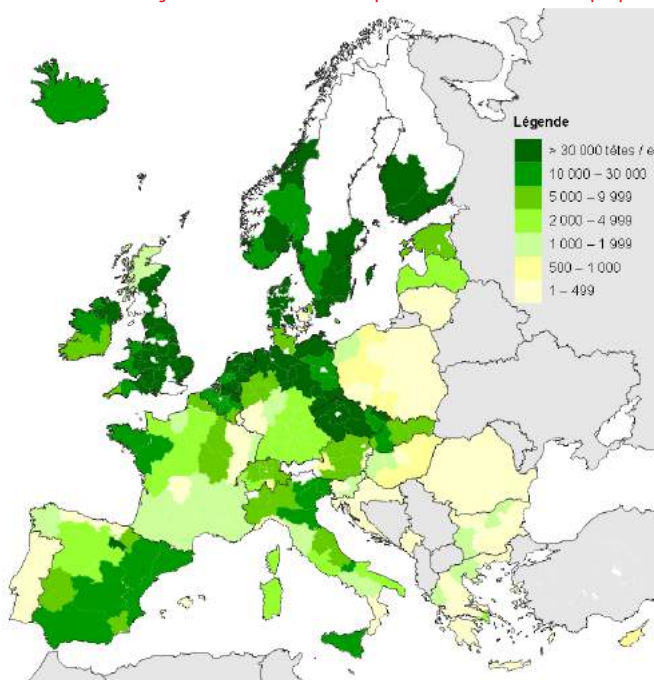 Légende
> 30 000 têtes / e
10 000 – 30 000
5 000 – 9 999
2 000 – 4 999
1 000 – 1 999
500 – 1 000
1 – 499